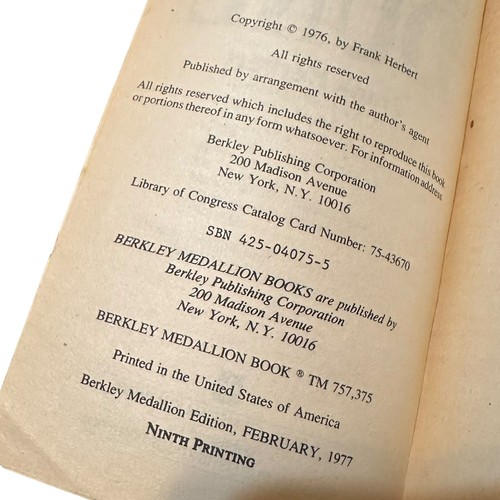 Copyright © 1976, by Frank Herbert
All rights reserved
Published by arrangement with the author's agent
All rights reserved which includes the right to reproduce this book
or portions thereof in any form whatsoever. For information address
Berkley Publishing Corporation
200 Madison Avenue
New York, N.Y. 10016
Library of Congress Catalog Card Number: 75-43670
SBN 425-04075-5
BERKLEY MEDALLION BOOKS are published by
Berkley Publishing Corporation
200 Madison Avenue
New York, N.Y. 10016
BERKLEY MEDALLION BOOK ® TM 757,375
Printed in the United States of America
Berkley Medallion Edition, FEBRUARY, 1977
NINTH PRINTING